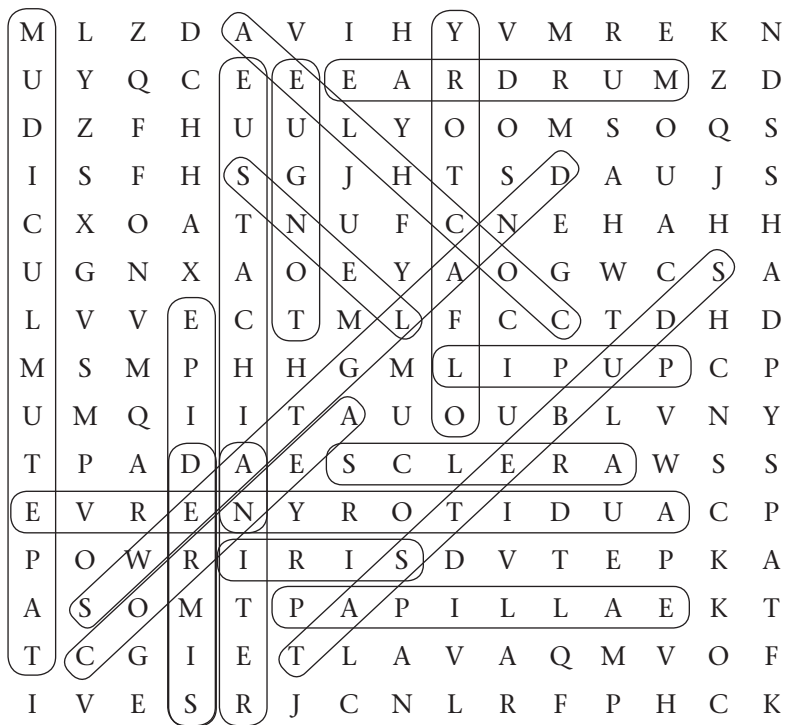 M L Z D A V I H Y V M R E K N
U Y Q C E E E A R D R U M Z D
D Z F H U U L Y O O M S O Q S
I S F H S G J H T S D A U J S
C X O A T N U F C N E H A H H
U G N X A O E Y A O G W C S A
L V V E C T M L F C C T D H D
M S M P H H G M L I P U P C P
U M Q I I T A U O U B L V N Y
T P A D A E S C L E R A W S S
E V R E N Y R O T I D U A C P
P O W R I R I S D V T E P K A
A S O M T P A P I L L A E K T
T C G I E T L A V A Q M V O F
I V E S R J C N L R F P H C K